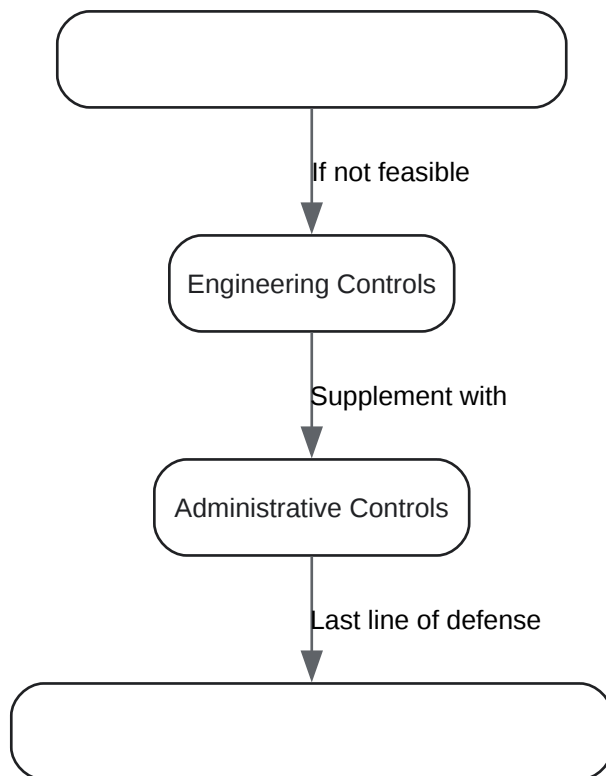 If not feasible
Engineering Controls
Supplement with
Administrative Controls
Last line of defense